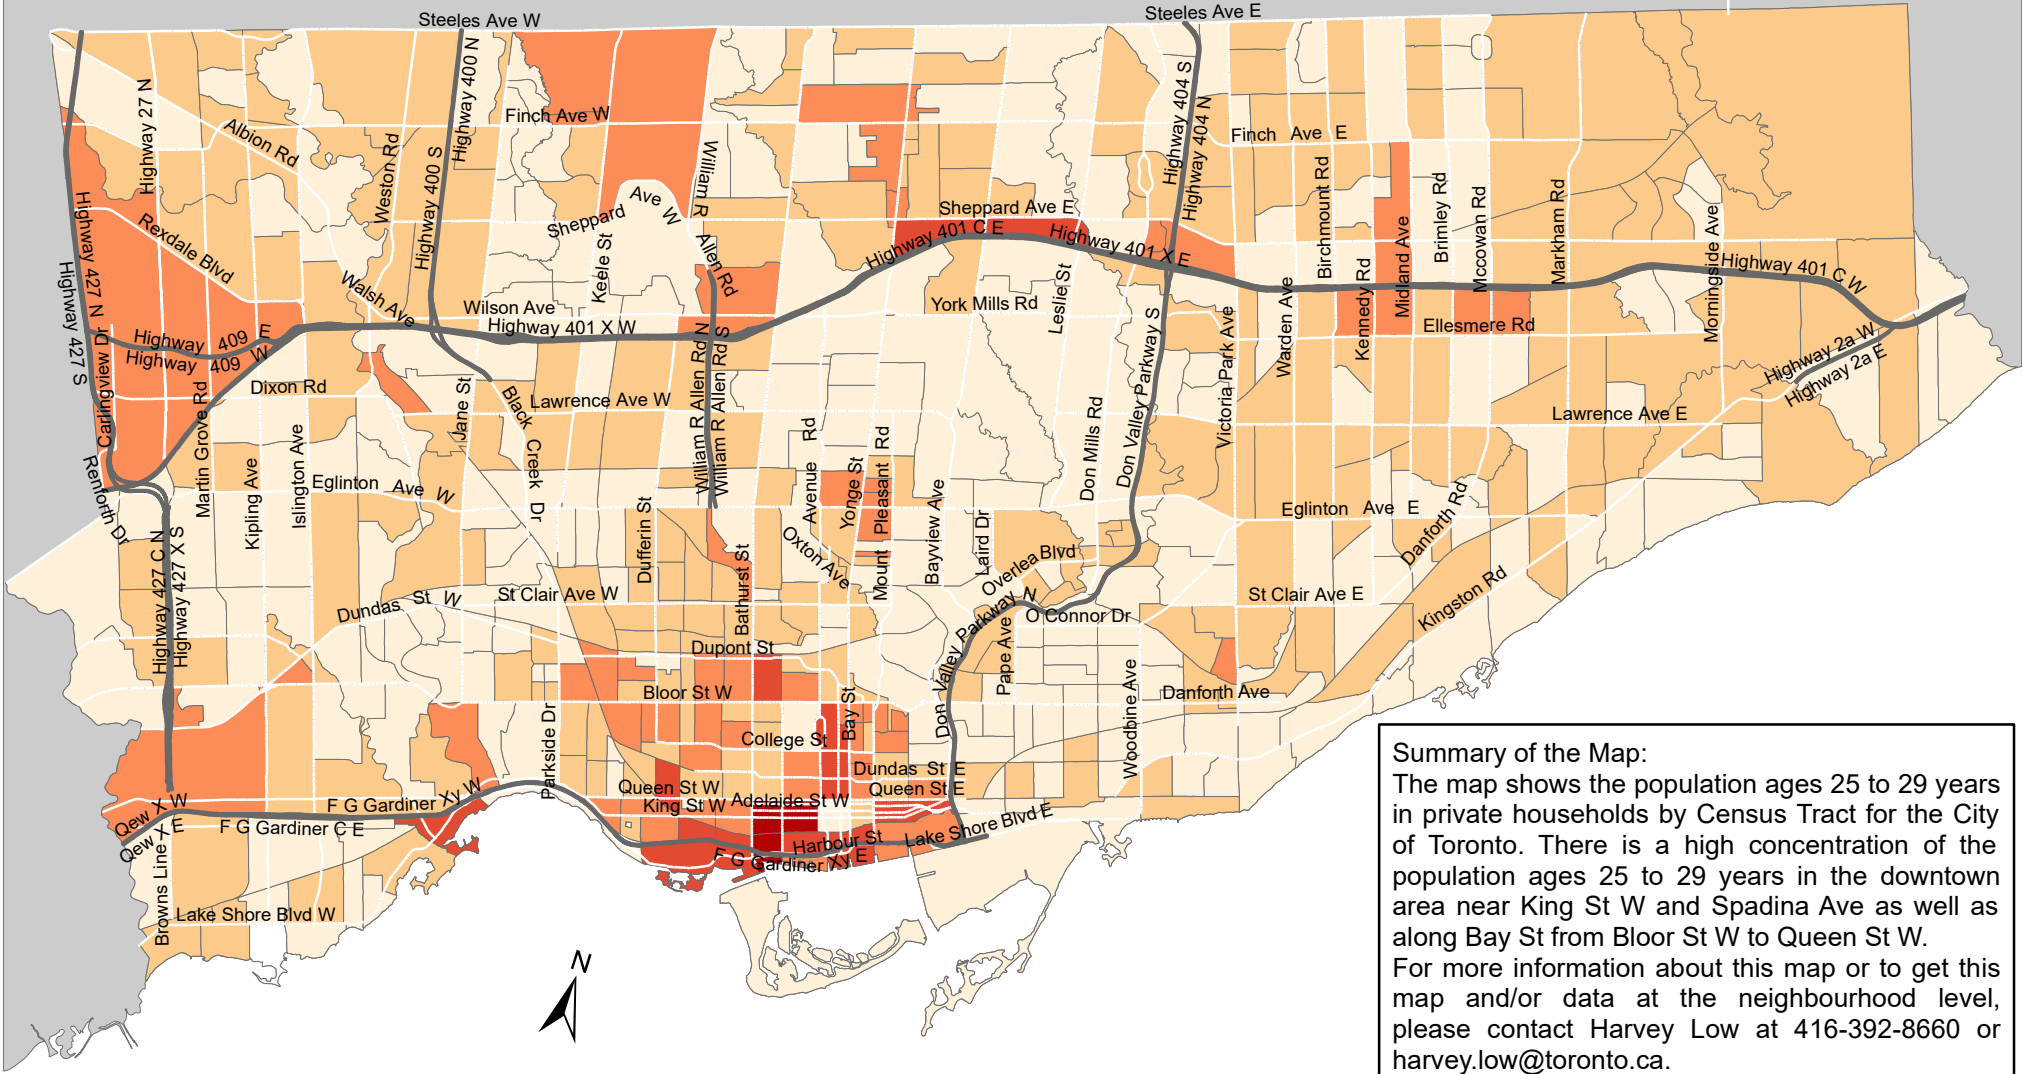 Steeles Ave W
Steeles Ave E
Highway 27 N
Highway 400 N
Highway 404 S
Highway 404 N
Finch Ave W
Finch Ave E
Albion Rd
Weston Rd
Highway 400 S
William R
Allen Rd
Sheppard
Ave W
Sheppard Ave E
Birchmount Rd
Brimley Rd
Mccowan Rd
Markham Rd
Midland Ave
Morningside Ave
Highway 427 N
Highway 427 S
Rexdale Blvd
Keele St
Highway 401 C E
Highway 401 X E
Highway 401 C W
Walsh Ave
Wilson Ave
Highway 401 X W
York Mills Rd
Leslie St
Ellesmere Rd
Kennedy Rd
Warden Ave
Victoria Park Ave
Highway 2a W
Highway 2a E
Highway 409 E
Highway 409 W
Carlingview Dr
Martin Grove Rd
Dixon Rd
Jane St
Black Creek Dr
Lawrence Ave W
Lawrence Ave E
William R Allen Rd N
William R Allen Rd S
Don Valley Parkway S
Don Mills Rd
Avenue Rd
Yonge St
Mount Pleasant Rd
Bayview Ave
Laird Dr
Renforth Dr
Kipling Ave
Islington Ave
Eglinton Ave W
Eglinton Ave E
Danforth Rd
Dufferin St
Bathurst St
Oxton Ave
Overlea Blvd
Highway 427 C N
Highway 427 X S
Dundas St W
St Clair Ave W
St Clair Ave E
Kingston Rd
O Connor Dr
Don Valley Parkway N
Pape Ave
Dupont St
Bloor St W
Bay St
Danforth Ave
Woodbine Ave
Parkside Dr
College St
Dundas St E
Queen St W
Queen St E
King St W
Adelaide St W
Qew X W
Qew X E
F G Gardiner Xy W
F G Gardiner C E
Harbour St
Lake Shore Blvd E
F G Gardiner Xy E
Browns Line
Lake Shore Blvd W
N
Summary of the Map:
The map shows the population ages 25 to 29 years
in private households by Census Tract for the City
of Toronto. There is a high concentration of the
population ages 25 to 29 years in the downtown
area near King St W and Spadina Ave as well as
along Bay St from Bloor St W to Queen St W.
For more information about this map or to get this
map and/or data at the neighbourhood level,
please contact Harvey Low at 416-392-8660 or
harvey.low@toronto.ca.